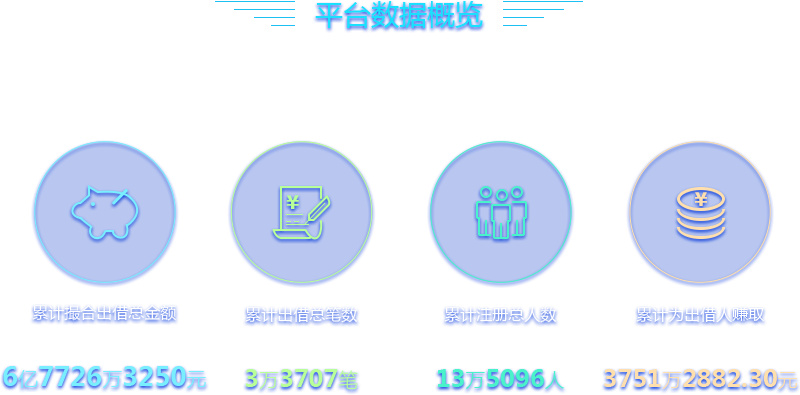 平台数据概览
¥
¥
累计撮合出借总金额
累计出借总笔数
累计注册总人数
累计为出借人赚取
6亿7726万3250元
3万3707笔
13万5096人
3751万2882.30元